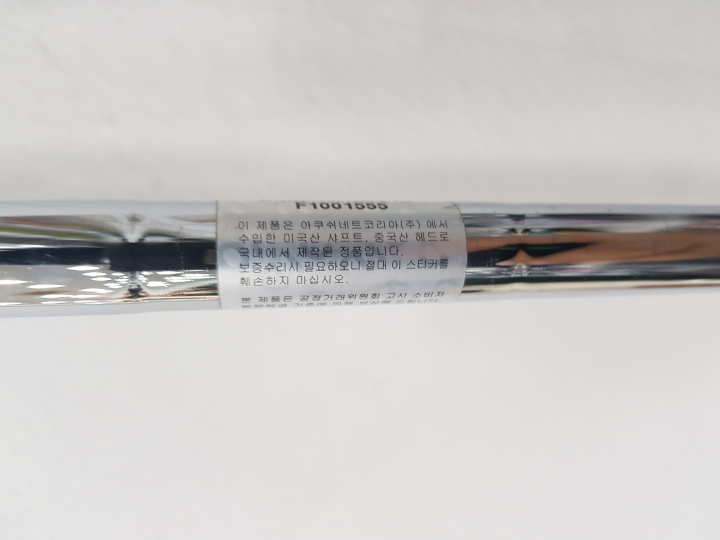 F1001555
이 제품은 아쿠쉬네트코리아(주) 에서
수입한 미국산 샤프트, 중국산 헤드로
국내에서 제작된 정품입니다.
보증수리시 필요하오니 절대 이 스티커를
훼손하지 마십시오.
본 제품은 공정거래위원회 고시 소비자